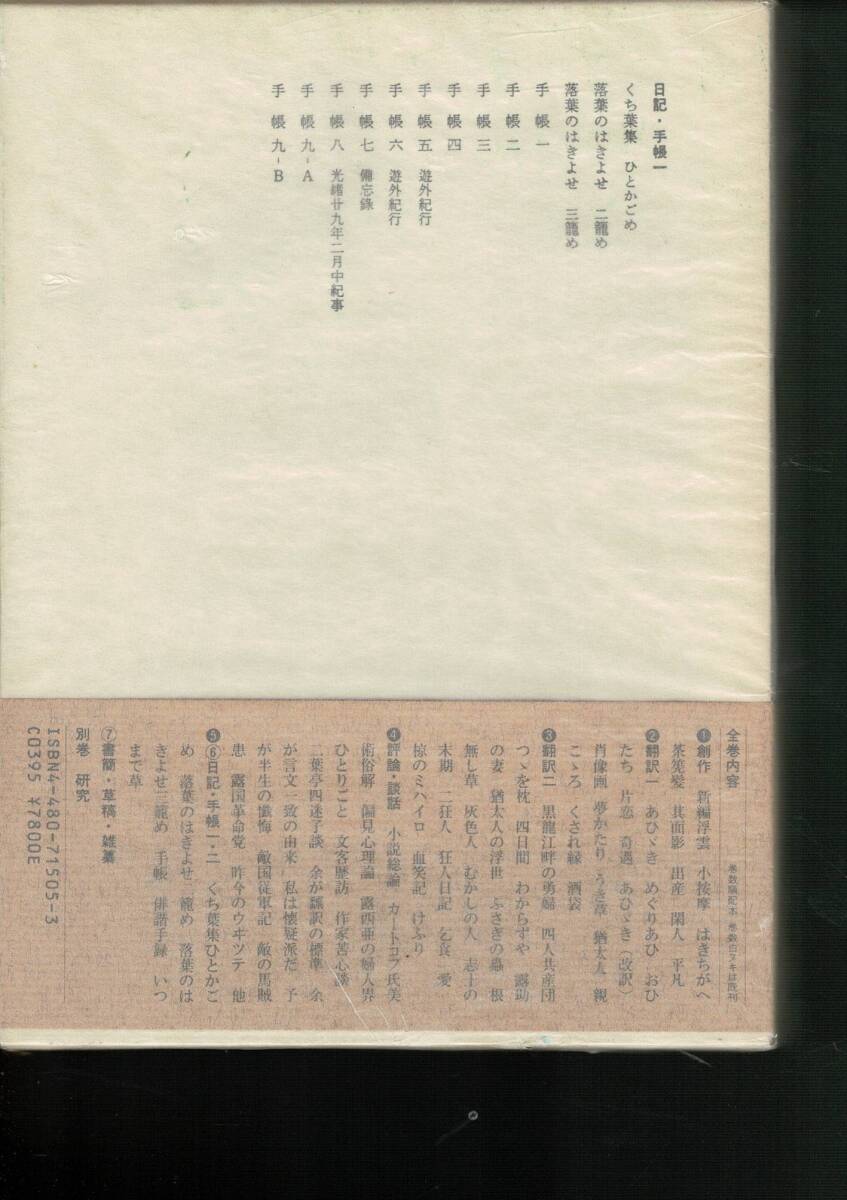 日記・手帳一
くち葉集　ひとかごめ
落葉のはきよせ　二籠め
落葉のはきよせ　三籠め
手帳一
手帳二
手帳三
手帳四
手帳五　遊外紀行
手帳六　遊外紀行
手帳七　備忘錄
手帳八　光緒廿九年二月中紀事
手帳九-A
手帳九-B
全巻内容　巻数順配本　巻数白ヌキは既刊
❶創作　新編浮雲　小按摩　はきちがへ
茶筅髪　其面影　出産　閑人　平凡
❷翻訳一　あひゞき　めぐりあひ　おひ
たち　片恋　奇遇　あひゞき〔改訳〕
肖像画　夢かたり　うき草　猶太人　親
こゝろ　くされ縁　酒袋
❸翻訳二　黒龍江畔の勇婦　四人共産団
つゝを枕　四日間　わからずや　露助
の妻　猶太人の浮世　ふさぎの蟲　根
無し草　灰色人　むかしの人　志士の
末期　二狂人　狂人日記　乞食　愛
椋のミハイロ　血笑記　けふり
❹評論・談話　小説総論　カートコフ氏美
術俗解　偏見心理論　露西亜の婦人界
ひとりごと　文客歴訪　作家苦心談
二葉亭四迷子談　余が翻訳の標準　余
が言文一致の由来　私は懐疑派だ　予
が半生の懺悔　敵国従軍記　敵の馬賊
患　露国革命党　昨今のウヰッテ　他
❺⑥日記・手帳一・二　くち葉集ひとかご
め　落葉のはきよせ二籠め　落葉のは
きよせ三籠め　手帳　俳諧手録　いつ
まで草
⑦書簡・草稿・雑纂
別巻　研究
ISBN4-480-71505-3
C0395 ¥7800E